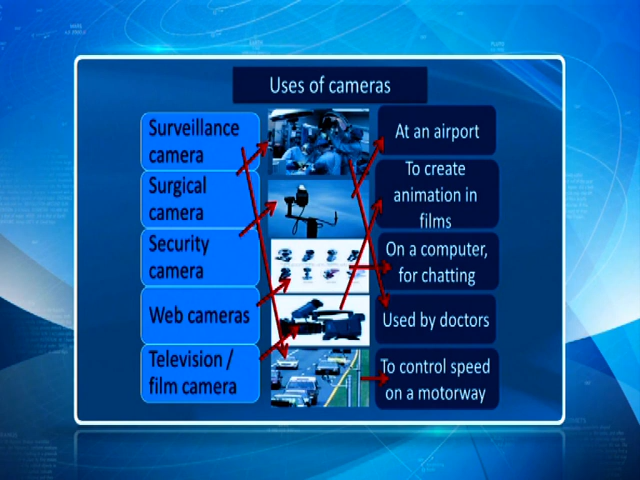 Uses of cameras
Surveillance
camera
At an airport
Surgical
camera
To create
animation in
films
Security
camera
On a computer,
for chatting
Web cameras
Used by doctors
Television /
film camera
To control speed
on a motorway